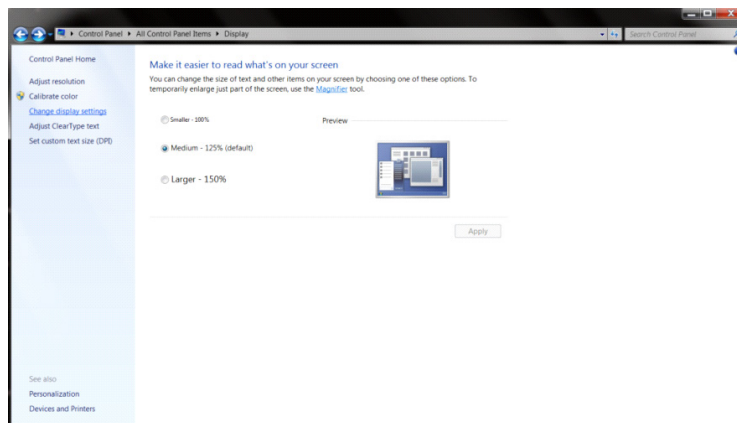 Control Panel ▸ All Control Panel Items ▸ Display
Search Control Panel
Control Panel Home
Adjust resolution
Calibrate color
Change display settings
Adjust ClearType text
Set custom text size (DPI)
See also
Personalization
Devices and Printers
Make it easier to read what's on your screen
You can change the size of text and other items on your screen by choosing one of these options. To
temporarily enlarge just part of the screen, use the Magnifier tool.
Smaller - 100%
Preview
Medium - 125% (default)
Larger - 150%
Apply